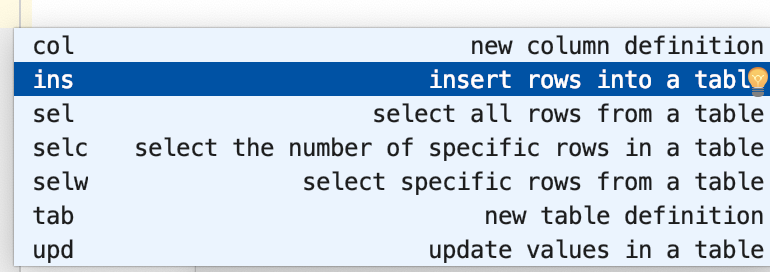 col new column definition
ins insert rows into a table
sel select all rows from a table
selc select the number of specific rows in a table
selw select specific rows from a table
tab new table definition
upd update values in a table